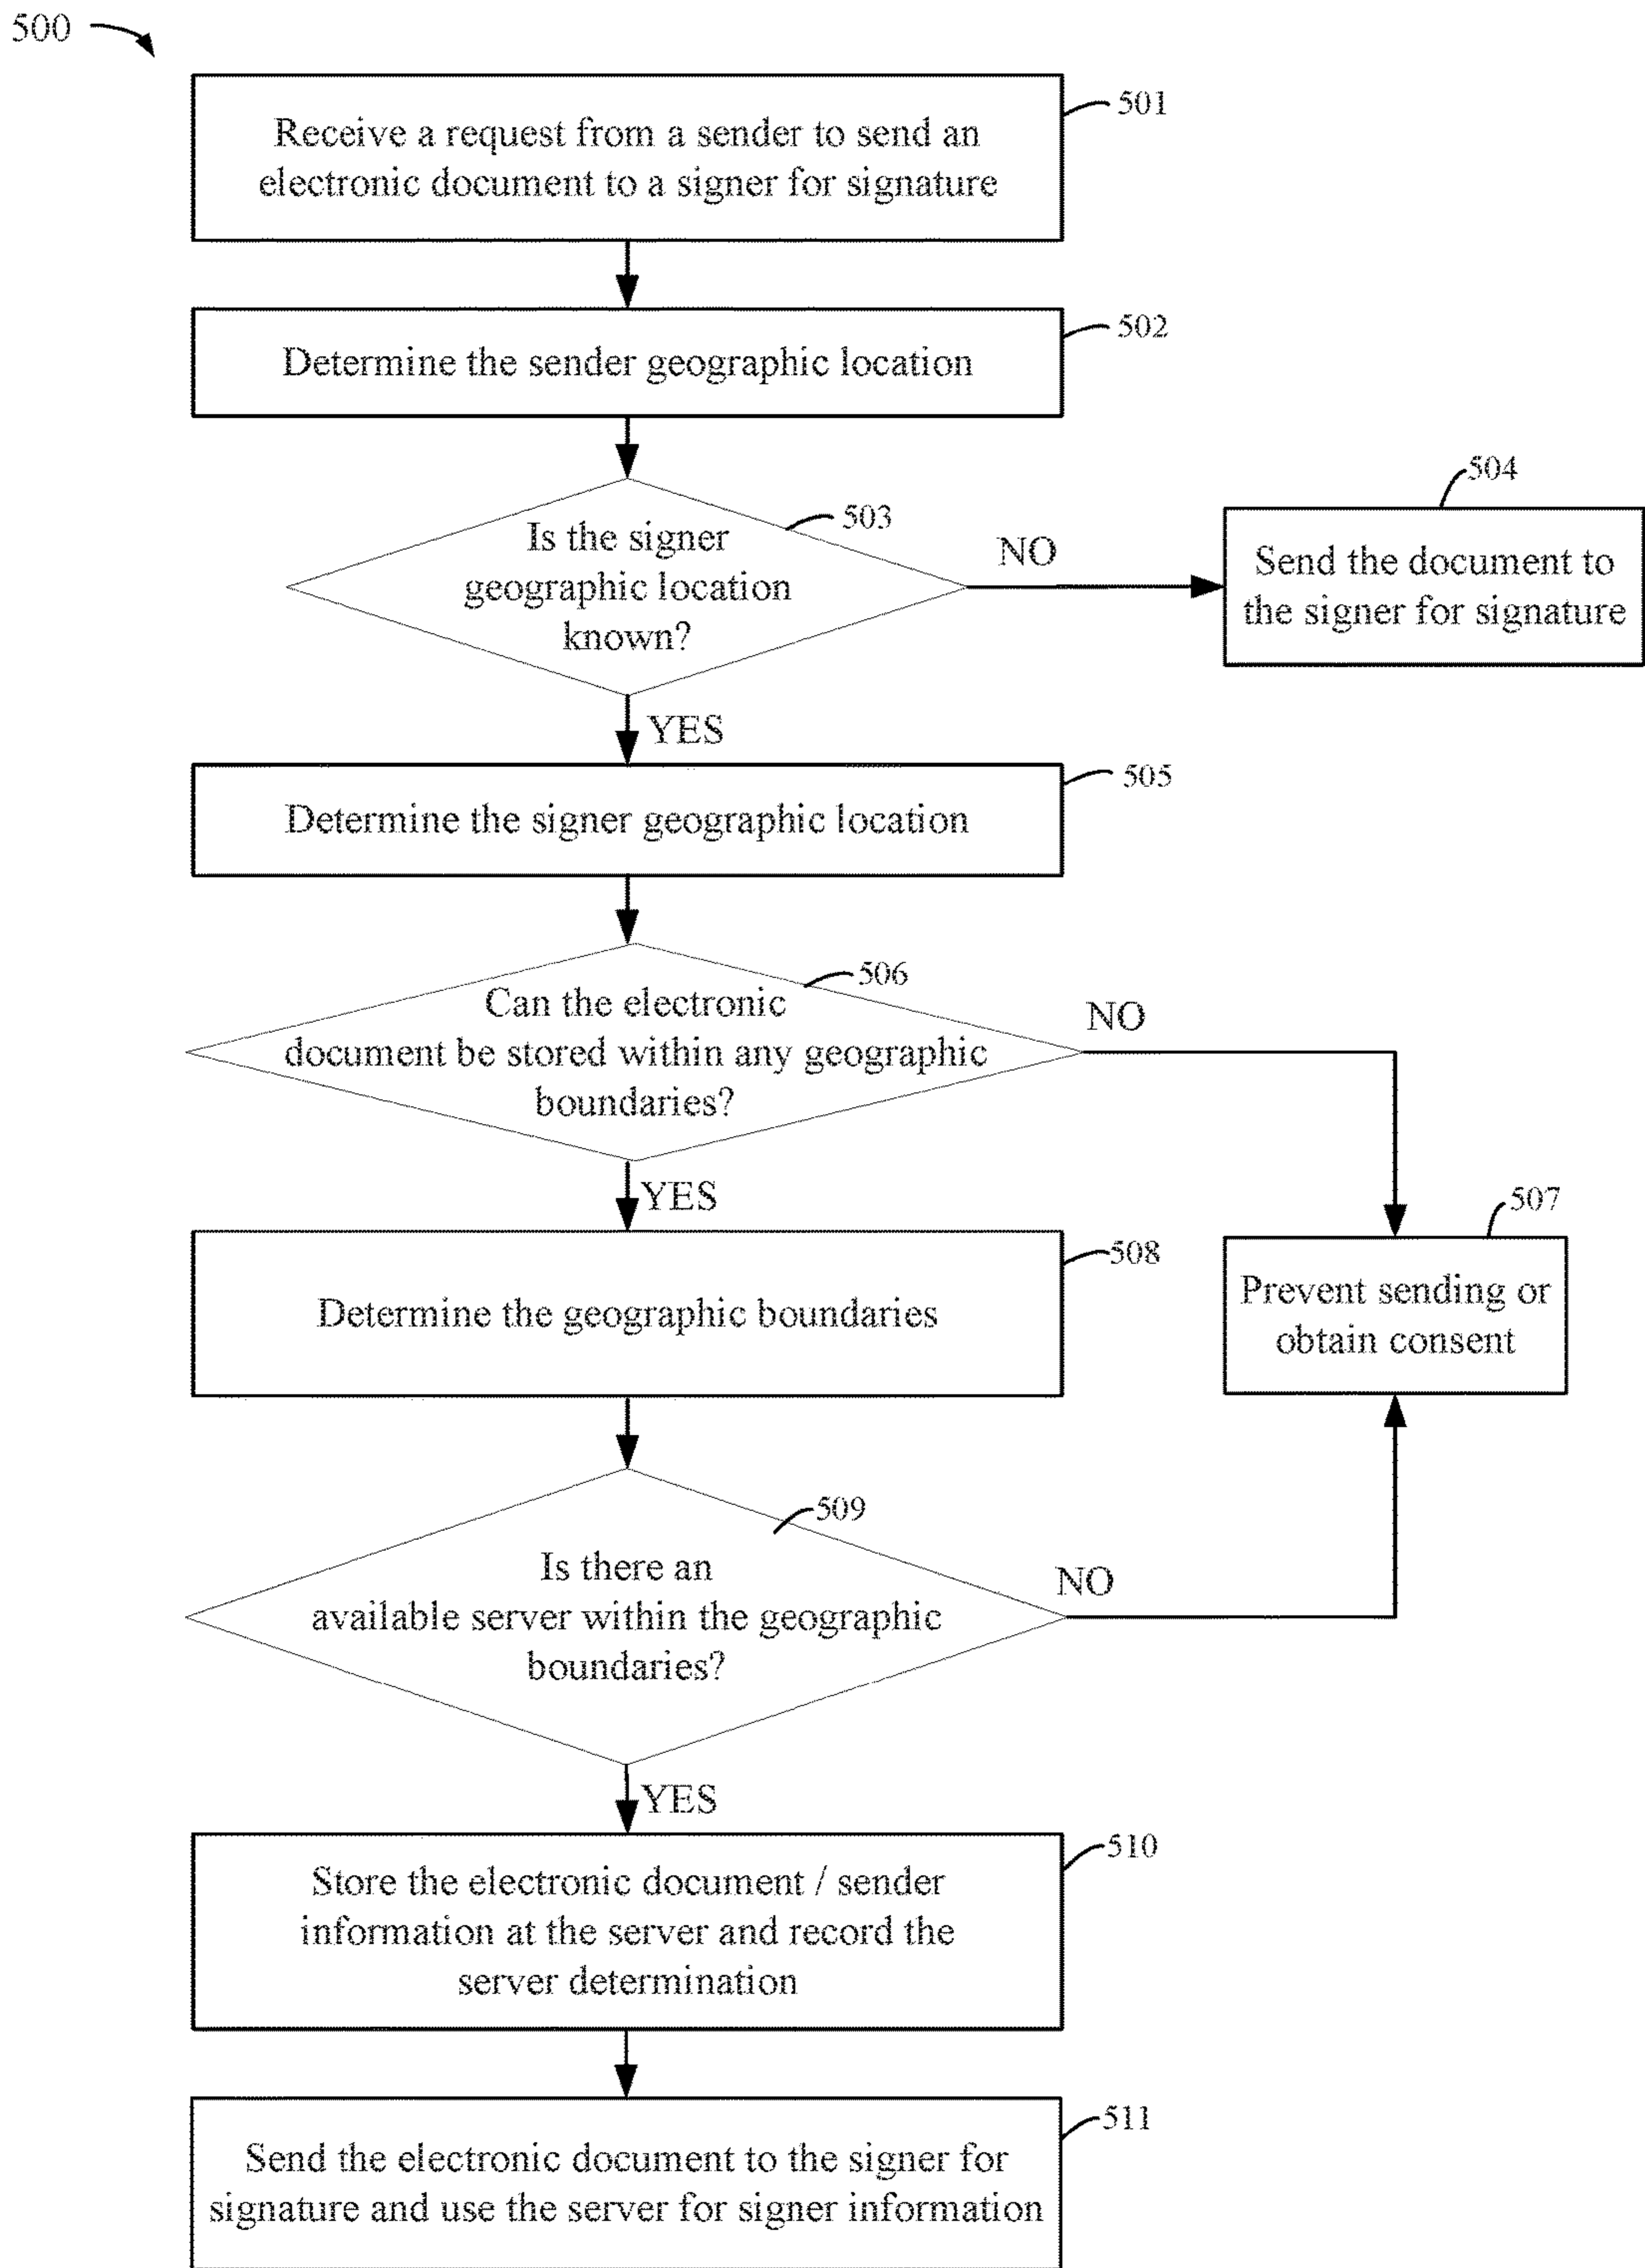 500
501
Receive a request from a sender to send an
electronic document to a signer for signature
502
Determine the sender geographic location
503
Is the signer
geographic location
known?
NO
504
Send the document to
the signer for signature
YES
505
Determine the signer geographic location
506
Can the electronic
document be stored within any geographic
boundaries?
NO
507
Prevent sending or
obtain consent
YES
508
Determine the geographic boundaries
509
Is there an
available server within the geographic
boundaries?
NO
YES
510
Store the electronic document / sender
information at the server and record the
server determination
511
Send the electronic document to the signer for
signature and use the server for signer information